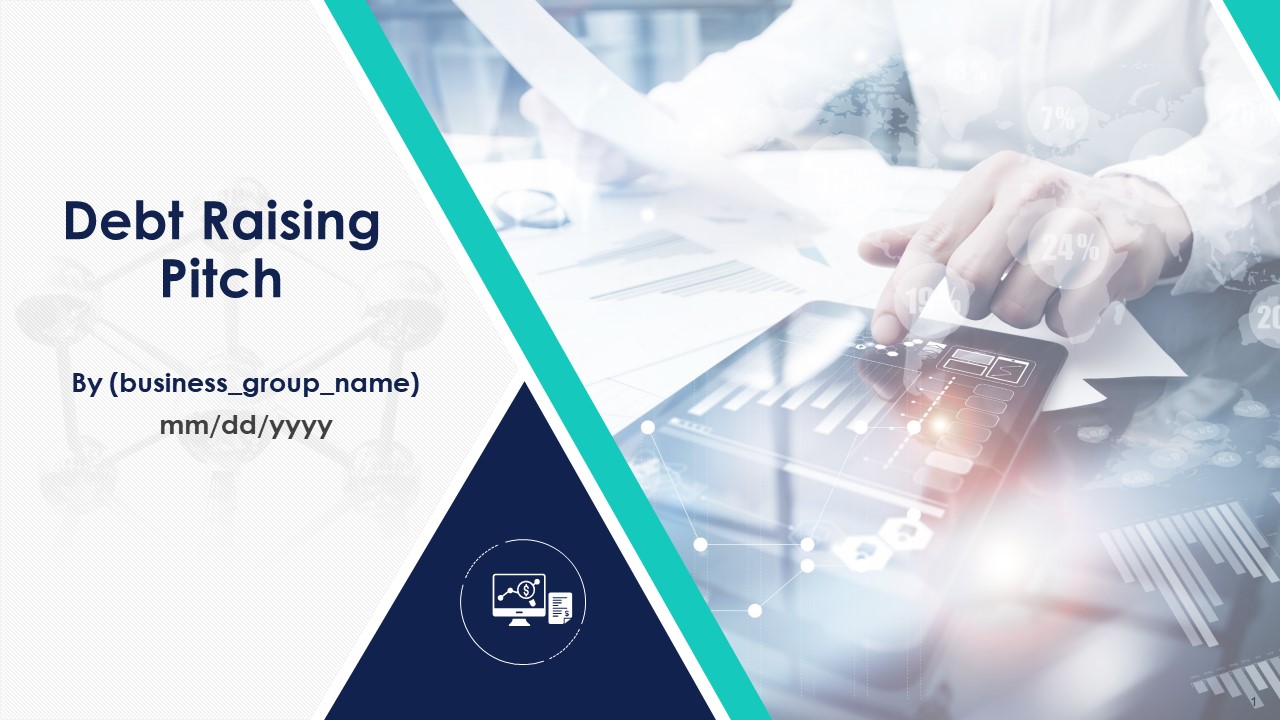 Debt Raising
Pitch
By (business_group_name)
mm/dd/yyyy
7%
24%
1